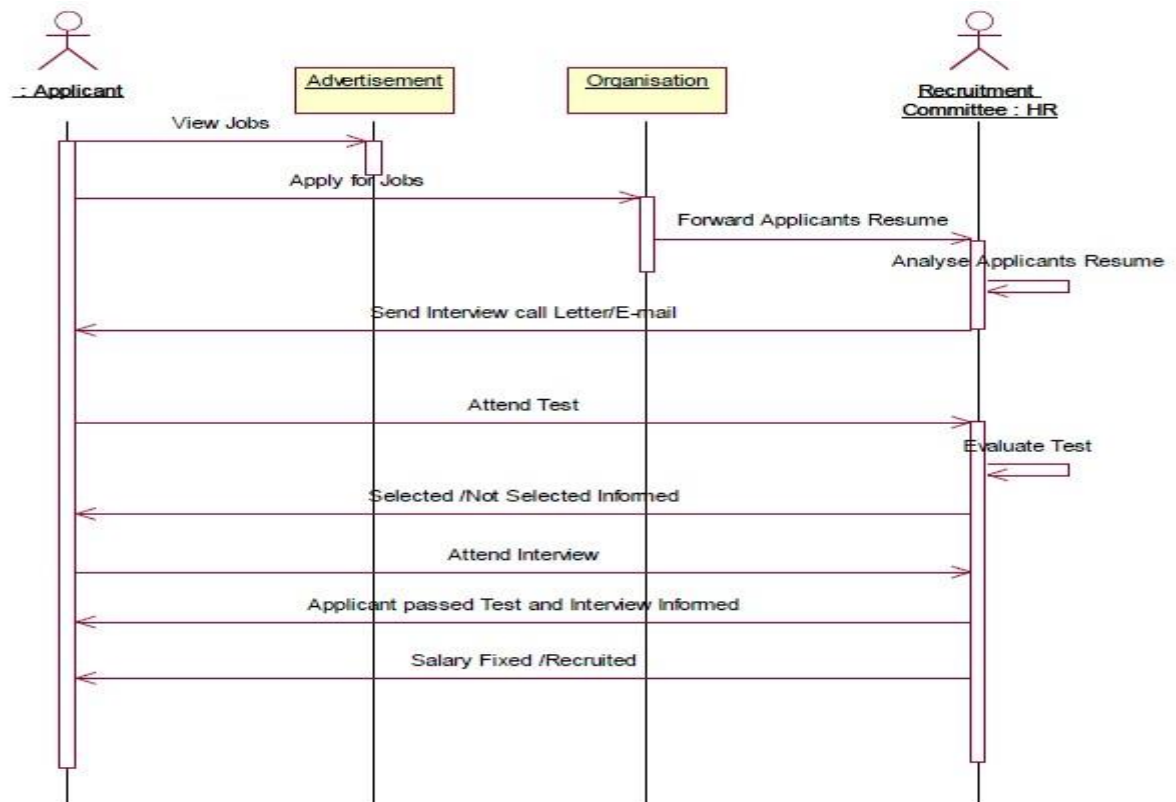 : Applicant
Advertisement
Organisation
Recruitment
Committee : HR
View Jobs
Apply for Jobs
Forward Applicants Resume
Analyse Applicants Resume
Send Interview call Letter/E-mail
Attend Test
Evaluate Test
Selected /Not Selected Informed
Attend Interview
Applicant passed Test and Interview Informed
Salary Fixed /Recruited